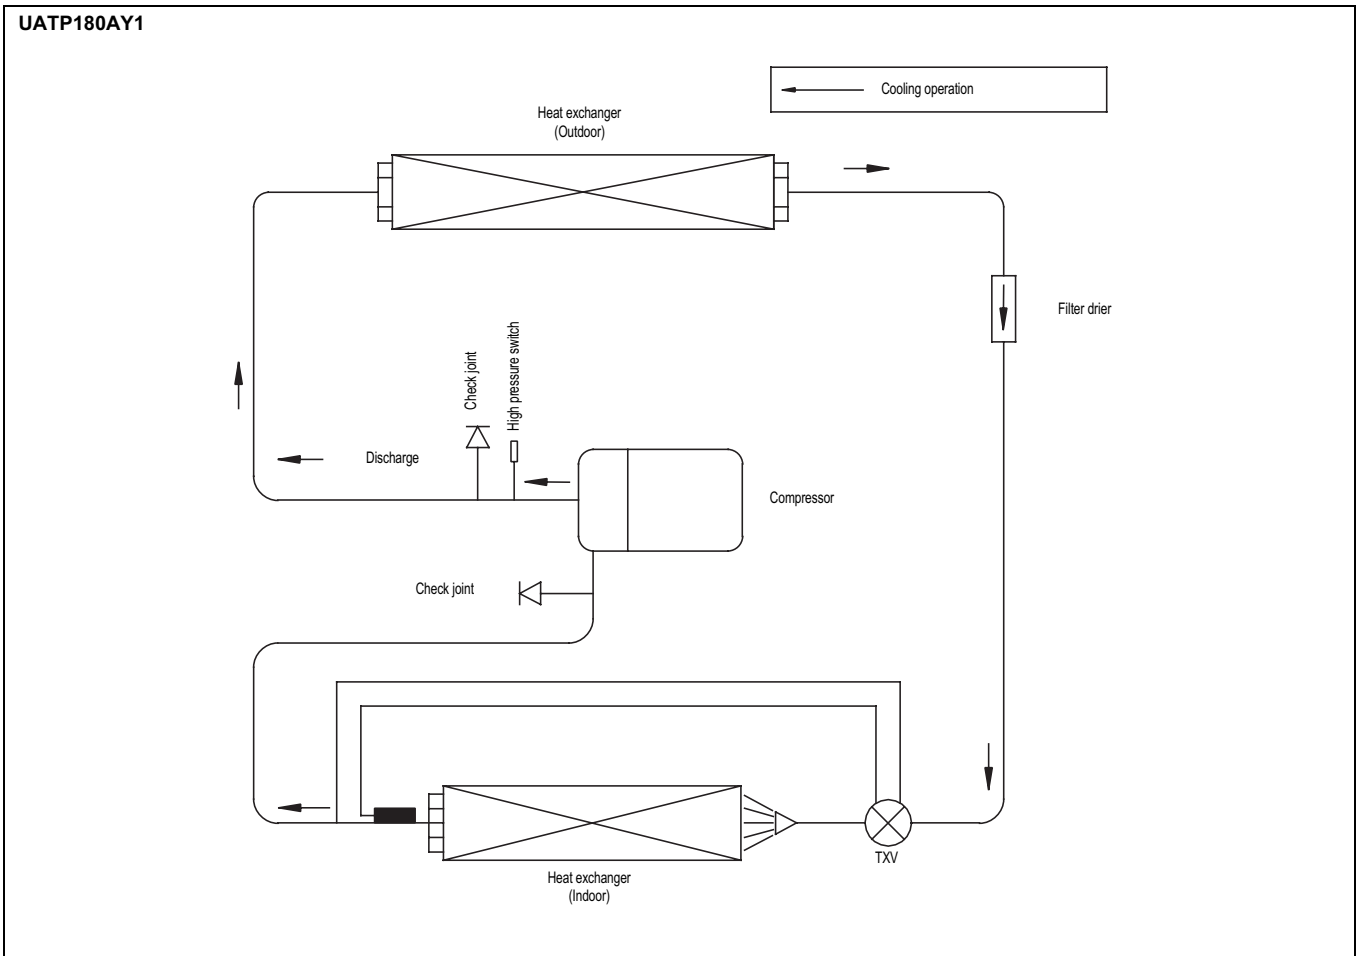 UATP180AY1
Cooling operation
Heat exchanger
(Outdoor)
Filter drier
Check joint
High pressure switch
Discharge
Compressor
Check joint
TXV
Heat exchanger
(Indoor)